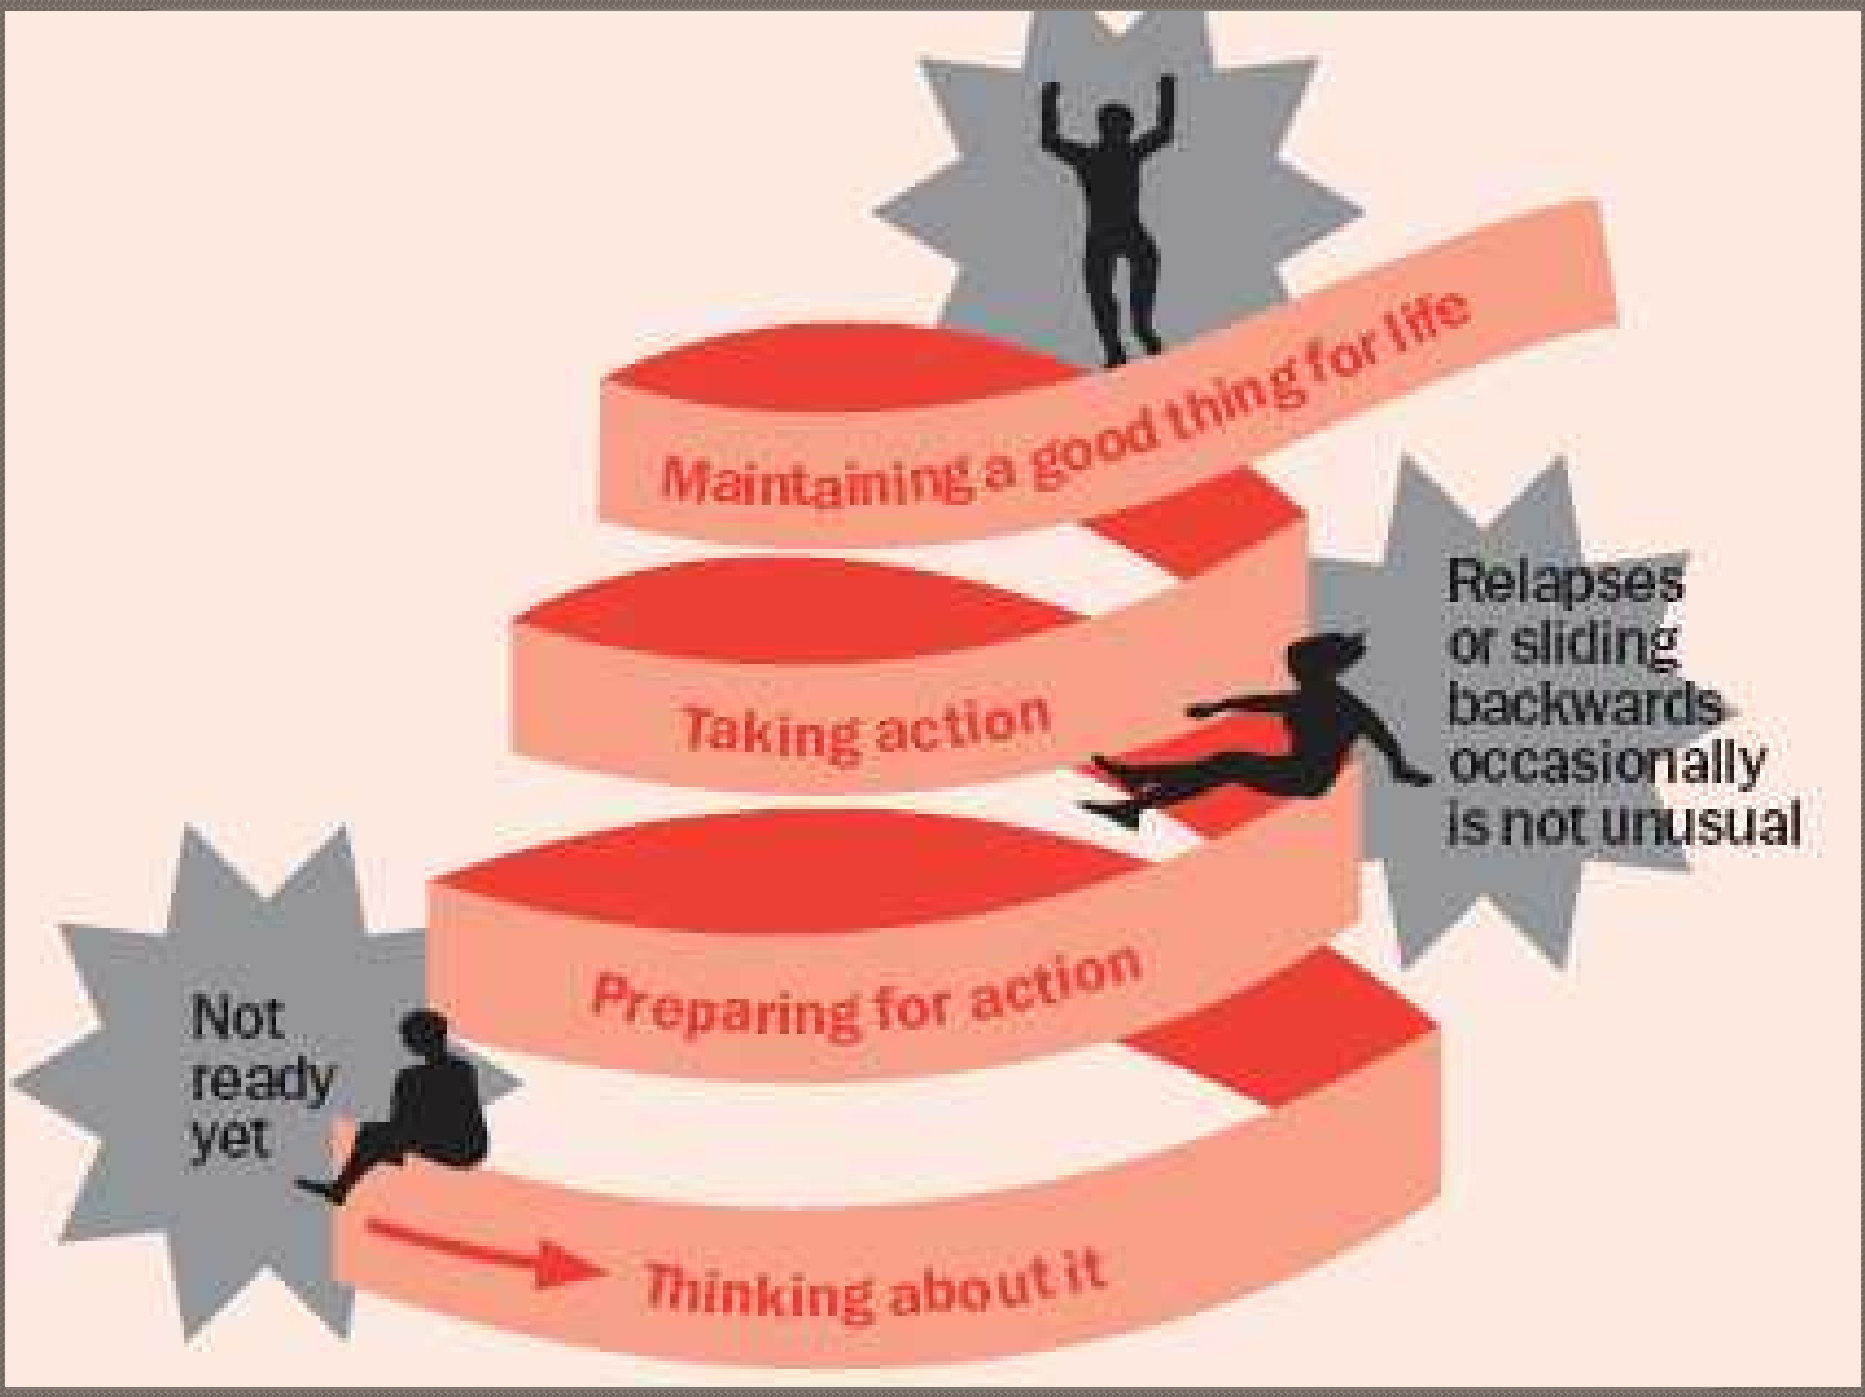 Maintaining a good thing for life
Relapses
or sliding
backwards
occasionally
is not unusual
Taking action
Preparing for action
Not
ready
yet
Thinking about it